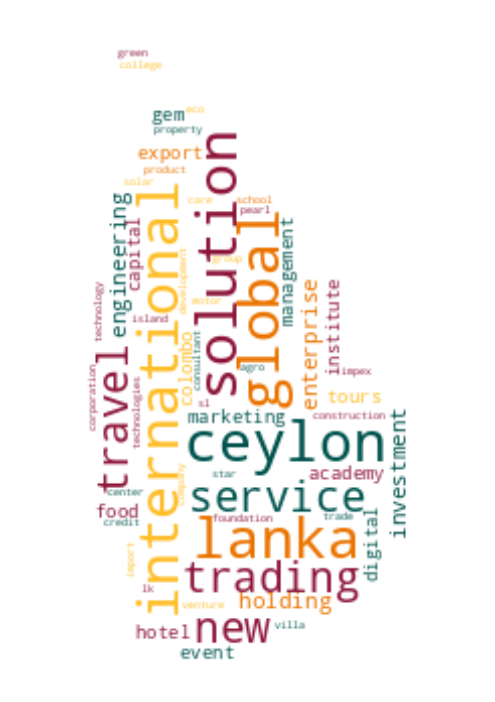 green
college
gem
eco
property
solution
export
product
solar
international
engineering
capital
care
school
pearl
global
management
group
development
motor
technology
island
enterprise
institute
colombo
consultant
agro
impex
travel
corporation
technologies
sl
tours
marketing
construction
investment
ceylon
company
star
academy
center
service
food
credit
foundation
trade
digital
lanka
import
trading
lk
venture
holding
hotel
new
villa
event